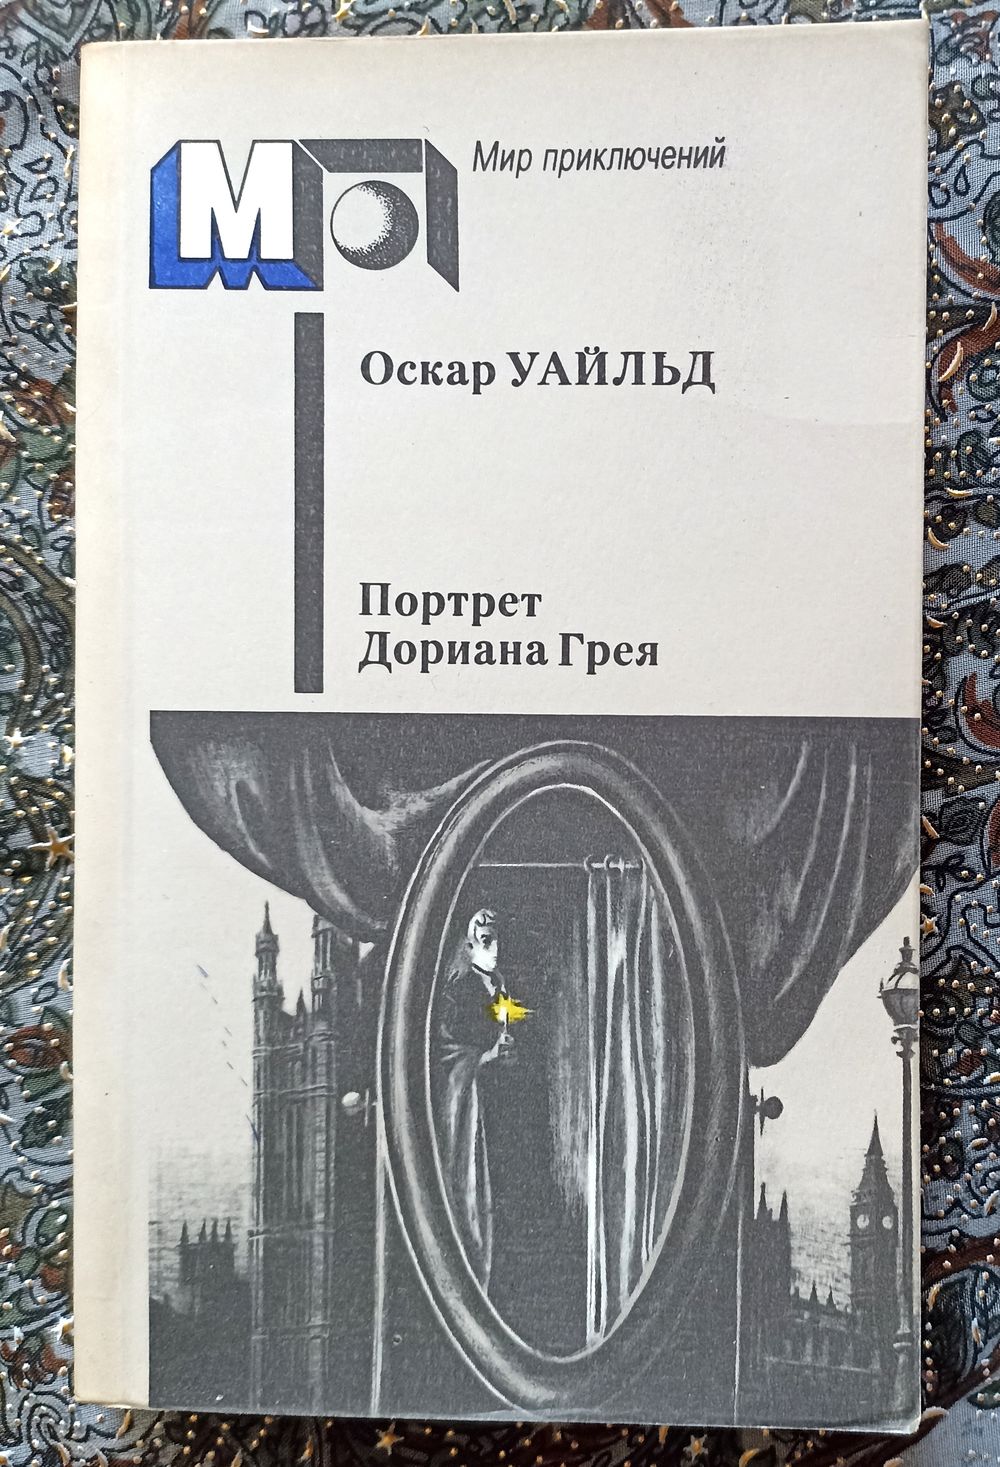 М
Мир приключений
Оскар УАЙЛЬД
Портрет
Дориана Грея